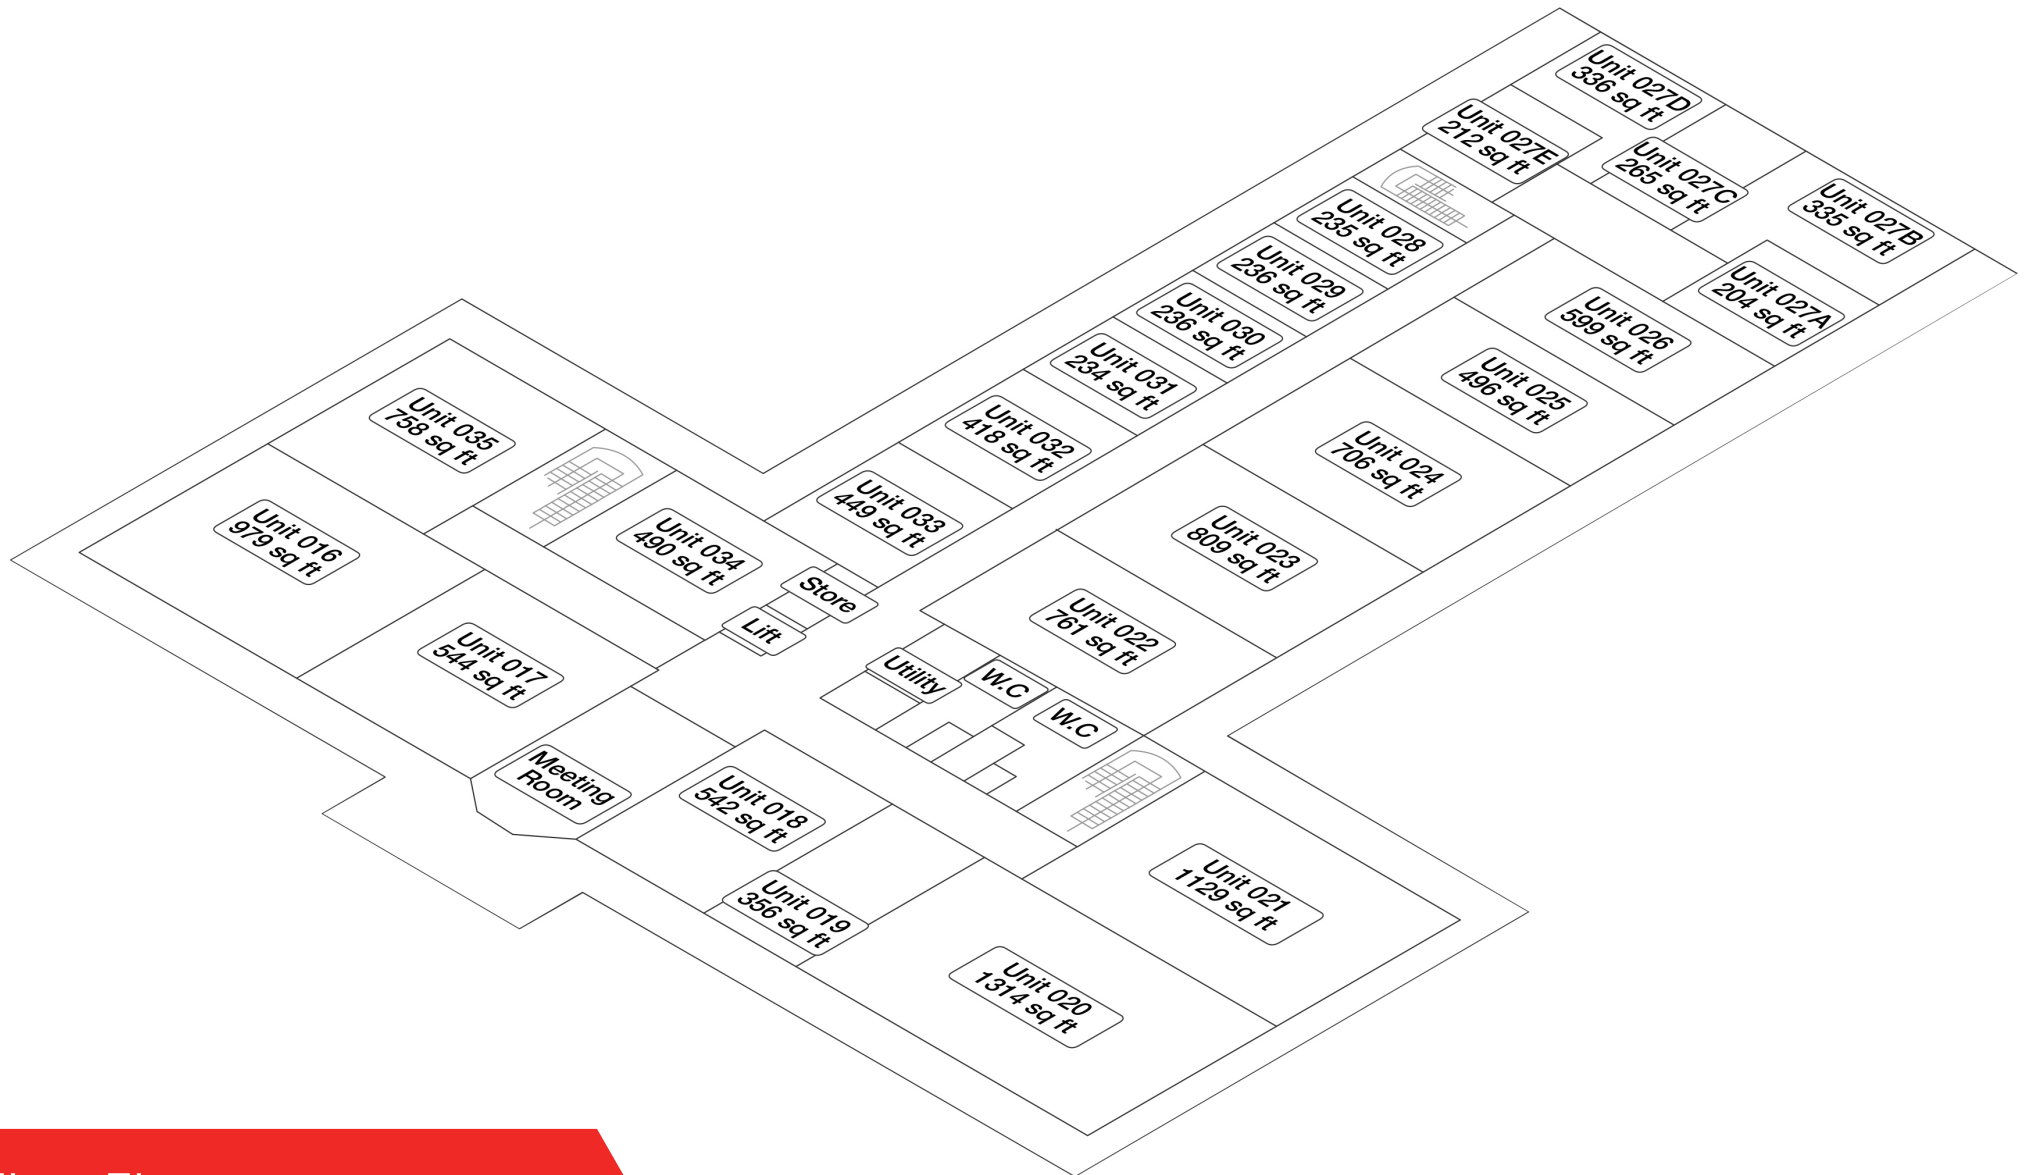 Unit 027D
336 sq ft
Unit 027E
212 sq ft
Unit 027C
265 sq ft
Unit 027B
335 sq ft
Unit 027A
204 sq ft
Unit 028
235 sq ft
Unit 029
236 sq ft
Unit 030
236 sq ft
Unit 031
234 sq ft
Unit 032
418 sq ft
Unit 033
449 sq ft
Unit 026
599 sq ft
Unit 025
496 sq ft
Unit 024
706 sq ft
Unit 023
809 sq ft
Unit 022
761 sq ft
Unit 035
758 sq ft
Unit 016
979 sq ft
Unit 034
490 sq ft
Store
Lift
Unit 017
544 sq ft
Utility
W.C
W.C
Meeting
Room
Unit 018
542 sq ft
Unit 019
356 sq ft
Unit 021
1129 sq ft
Unit 020
1314 sq ft